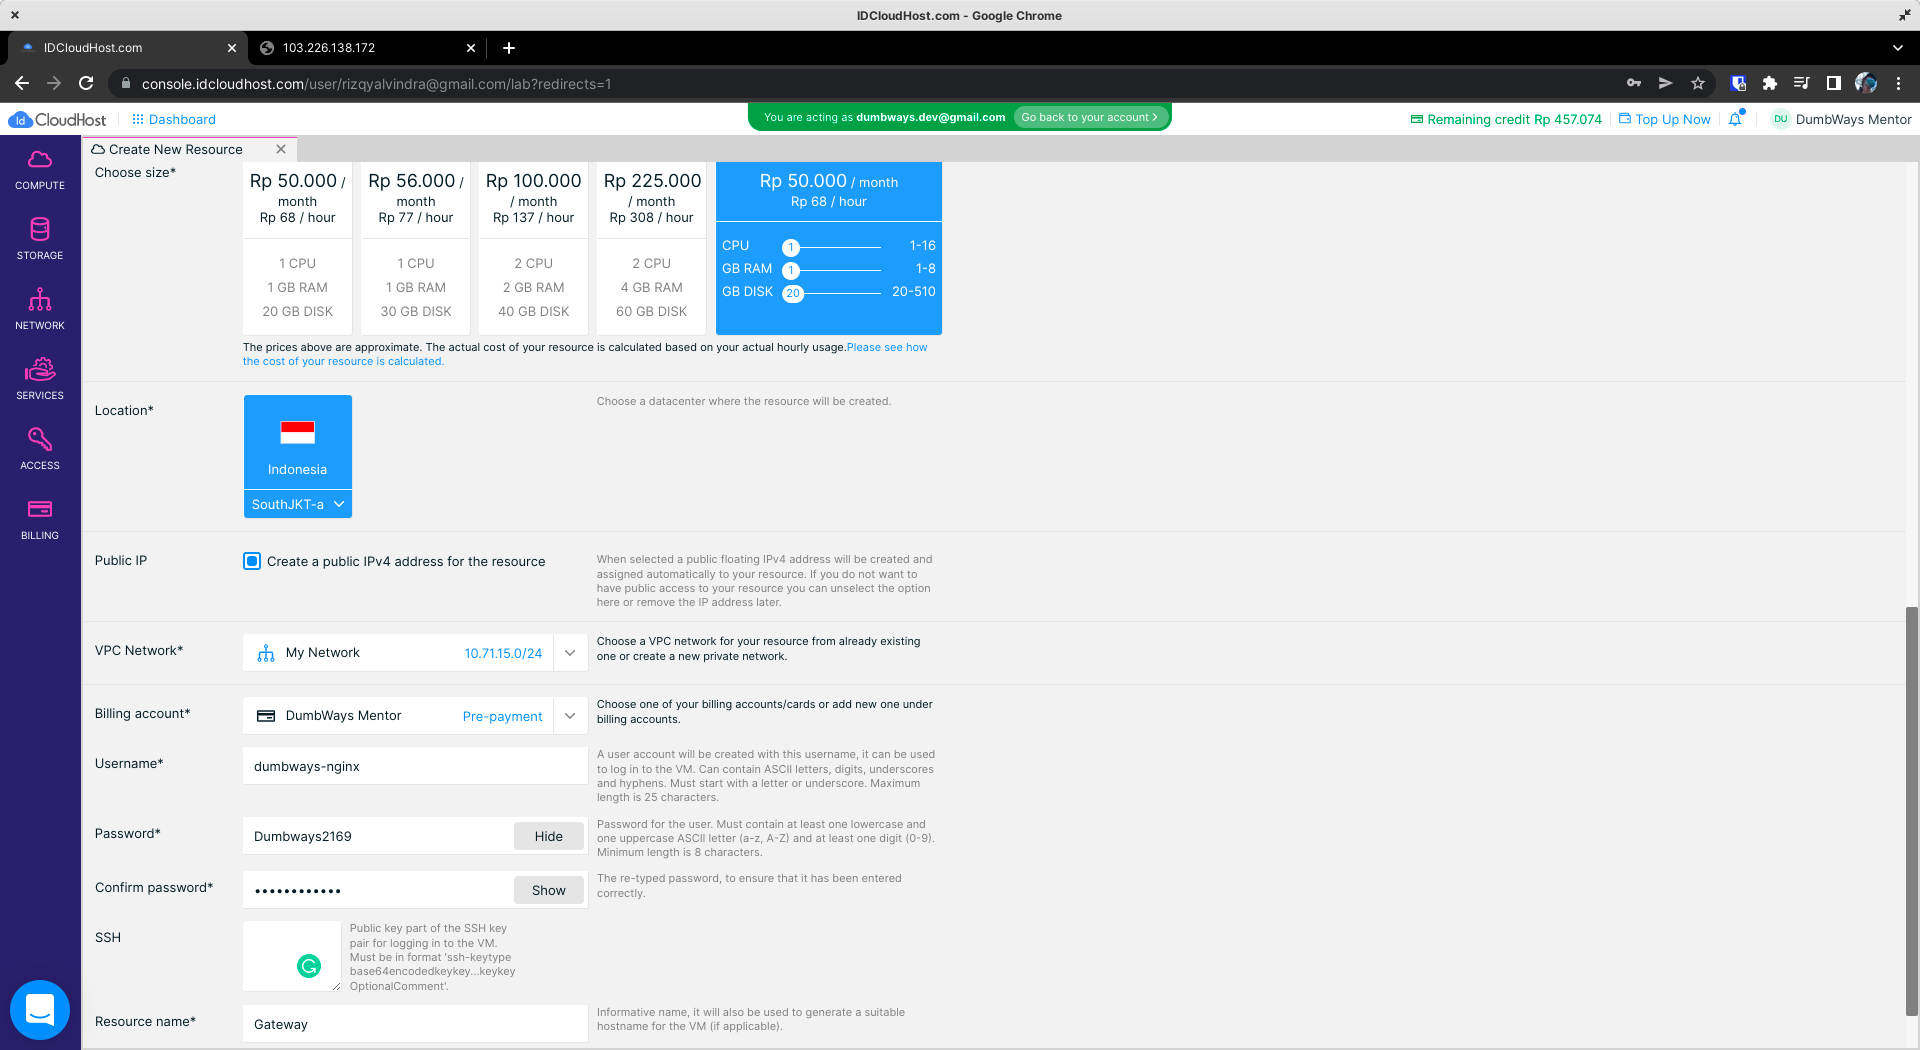 IDCloudHost.com - Google Chrome
IDCloudHost.com
103.226.138.172
console.idcloudhost.com/user/rizqyalvindra@gmail.com/lab?redirects=1
Id CloudHost
Dashboard
You are acting as dumbways.dev@gmail.com Go back to your account
Remaining credit Rp 457.074
Top Up Now
DU DumbWays Mentor
COMPUTE
STORAGE
NETWORK
SERVICES
ACCESS
BILLING
Create New Resource
Choose size*
Rp 50.000 /
month
Rp 68 / hour
1 CPU
1 GB RAM
20 GB DISK
Rp 56.000 /
month
Rp 77 / hour
1 CPU
1 GB RAM
30 GB DISK
Rp 100.000
/ month
Rp 137 / hour
2 CPU
2 GB RAM
40 GB DISK
Rp 225.000
/ month
Rp 308 / hour
2 CPU
4 GB RAM
60 GB DISK
Rp 50.000 / month
Rp 68 / hour
CPU 1 1-16
GB RAM 1 1-8
GB DISK 20 20-510
The prices above are approximate. The actual cost of your resource is calculated based on your actual hourly usage.Please see how
the cost of your resource is calculated.
Location*
Indonesia
SouthJKT-a
Choose a datacenter where the resource will be created.
Public IP
Create a public IPv4 address for the resource
When selected a public floating IPv4 address will be created and
assigned automatically to your resource. If you do not want to
have public access to your resource you can unselect the option
here or remove the IP address later.
VPC Network*
My Network 10.71.15.0/24
Choose a VPC network for your resource from already existing
one or create a new private network.
Billing account*
DumbWays Mentor Pre-payment
Choose one of your billing accounts/cards or add new one under
billing accounts.
Username*
dumbways-nginx
A user account will be created with this username, it can be used
to log in to the VM. Can contain ASCII letters, digits, underscores
and hyphens. Must start with a letter or underscore. Maximum
length is 25 characters.
Password*
Dumbways2169
Hide
Password for the user. Must contain at least one lowercase and
one uppercase ASCII letter (a-z, A-Z) and at least one digit (0-9).
Minimum length is 8 characters.
Confirm password*
••••••••••••
Show
The re-typed password, to ensure that it has been entered
correctly.
SSH
Public key part of the SSH key
pair for logging in to the VM.
Must be in format 'ssh-keytype
base64encodedkeykey...keykey
OptionalComment'.
Resource name*
Gateway
Informative name, it will also be used to generate a suitable
hostname for the VM (if applicable).